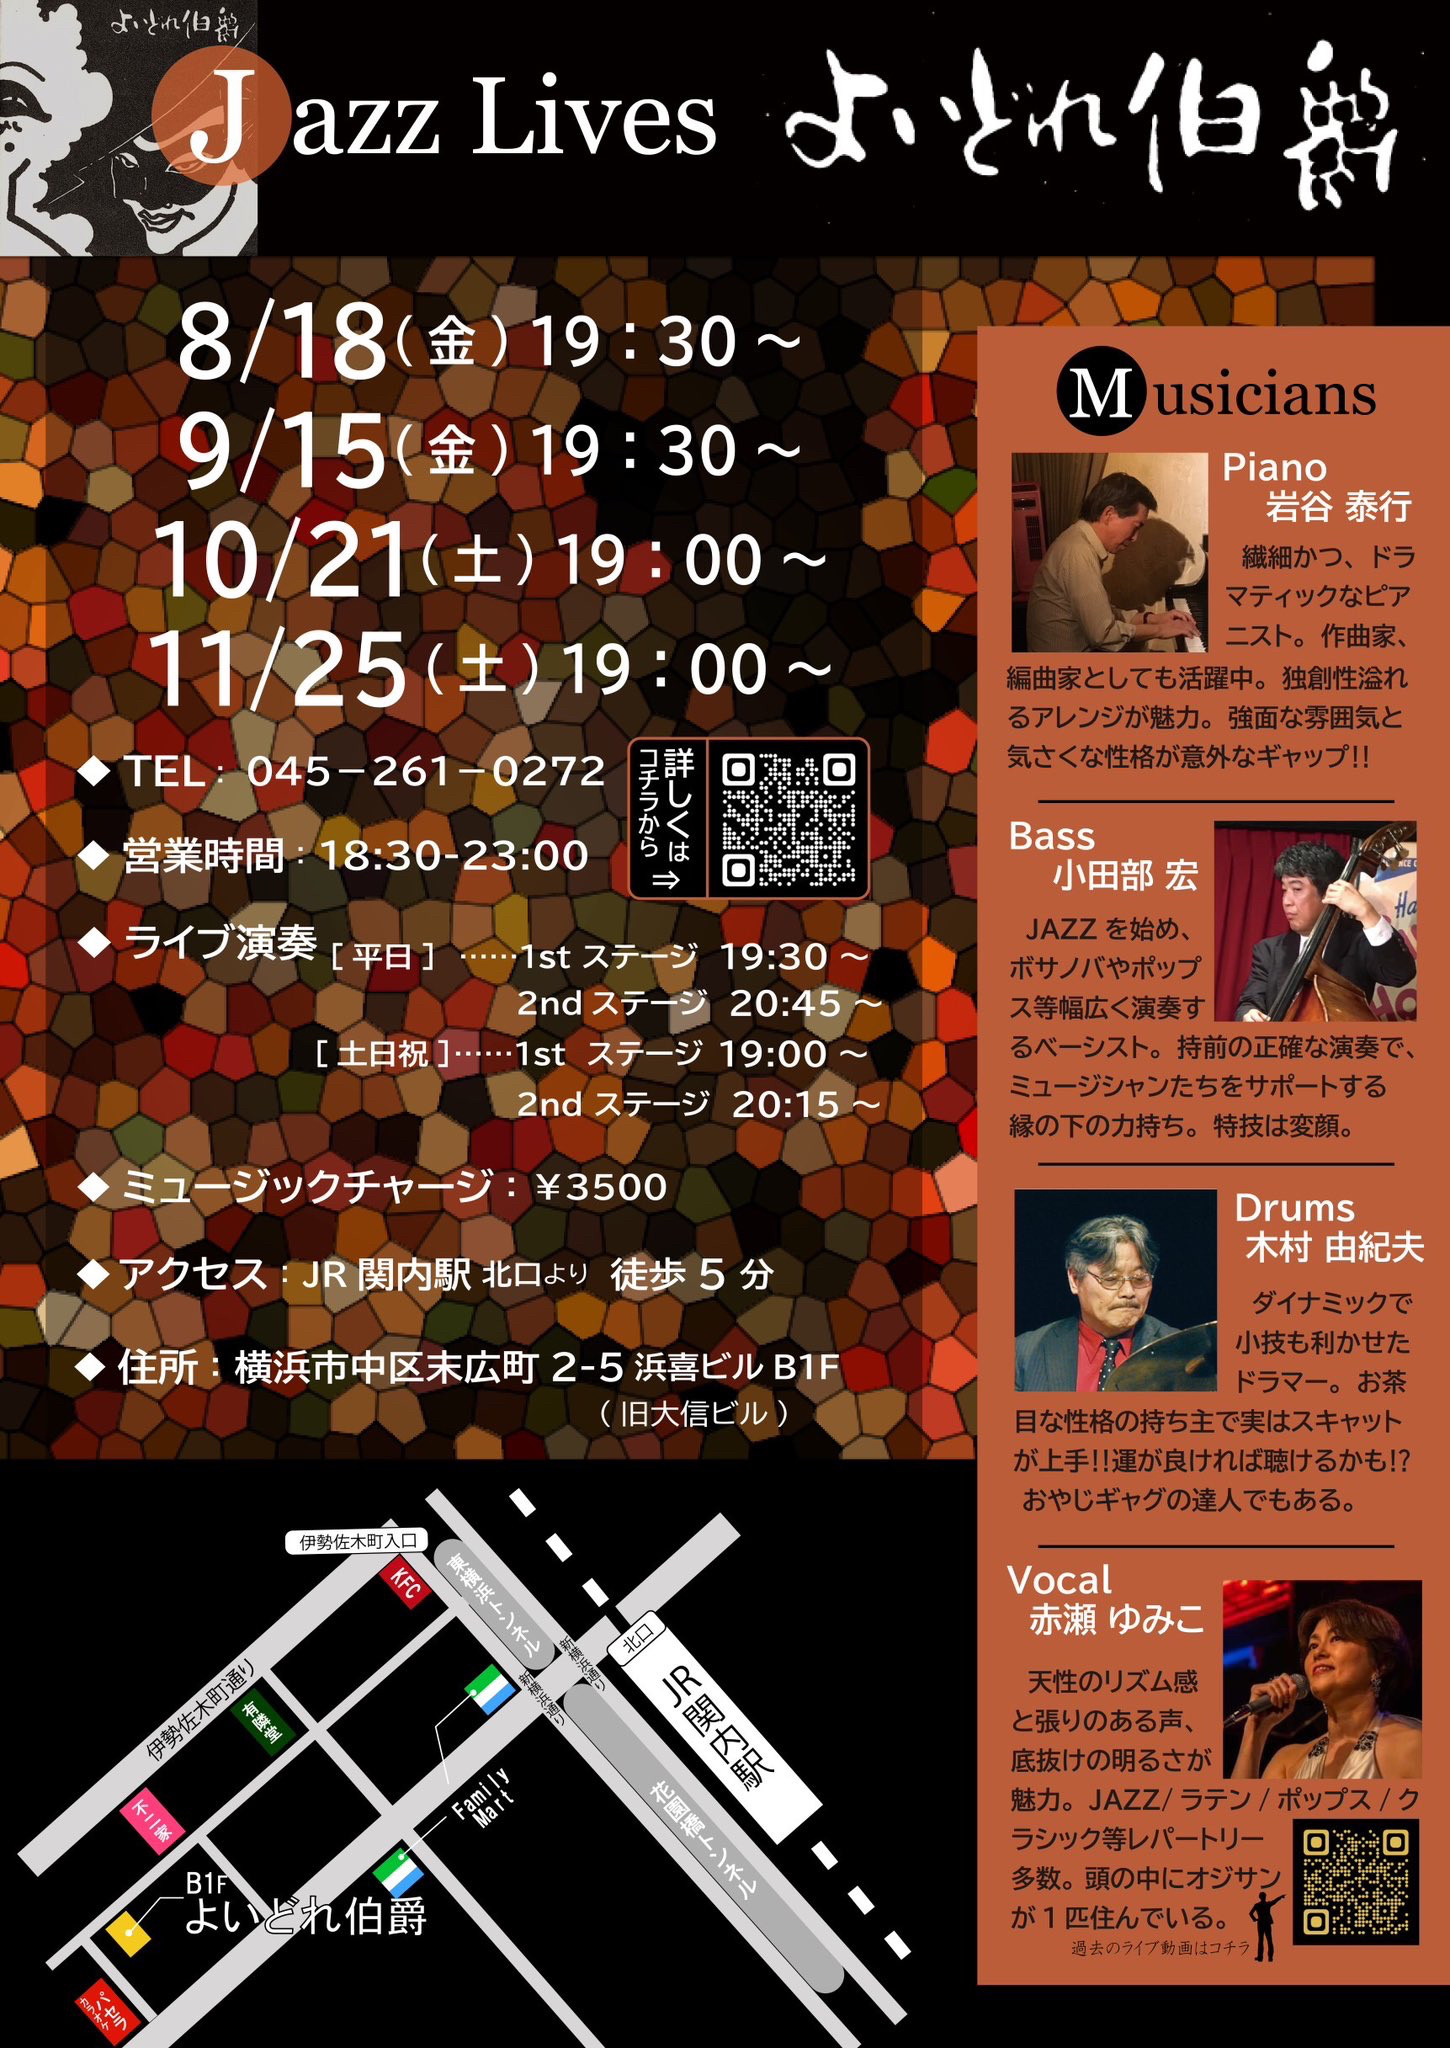 よいどれ伯爵
Jazz Lives よいどれ伯爵
8/18(金)19：30～
9/15(金)19：30～
10/21(土)19：00～
11/25(土)19：00～
◆ TEL： 045－261－0272
◆ 営業時間：18:30-23:00
詳しくは
コチラから
⇒
◆ ライブ演奏 [平日] ……1st ステージ 19:30～
2nd ステージ 20:45～
[土日祝]……1st ステージ 19:00～
2nd ステージ 20:15～
◆ ミュージックチャージ：¥3500
◆ アクセス：JR 関内駅 北口より 徒歩 5 分
◆ 住所：横浜市中区末広町 2-5 浜喜ビル B1F
(旧大信ビル)
Musicians
Piano
岩谷 泰行
繊細かつ、ドラ
マティックなピア
ニスト。作曲家、
編曲家としても活躍中。独創性溢れ
るアレンジが魅力。強面な雰囲気と
気さくな性格が意外なギャップ!!
Bass
小田部 宏
JAZZ を始め、
ボサノバやポップ
ス等幅広く演奏す
るベーシスト。持前の正確な演奏で、
ミュージシャンたちをサポートする
縁の下の力持ち。特技は変顔。
Drums
木村 由紀夫
ダイナミックで
小技も利かせた
ドラマー。お茶
目な性格の持ち主で実はスキャット
が上手!!運が良ければ聴けるかも!?
おやじギャグの達人でもある。
Vocal
赤瀬 ゆみこ
天性のリズム感
と張りのある声、
底抜けの明るさが
魅力。JAZZ/ ラテン / ポップス / ク
ラシック等レパートリー
多数。頭の中にオジサン
が 1 匹住んでいる。
過去のライブ動画はコチラ
伊勢佐木町入口
KFC
東横浜トンネル
新横浜通り
新横浜通り
北口
JR関内駅
伊勢佐木町通り
有隣堂
不二家
Family
Mart
花園橋トンネル
B1F
よいどれ伯爵
カラオケ
パセラ